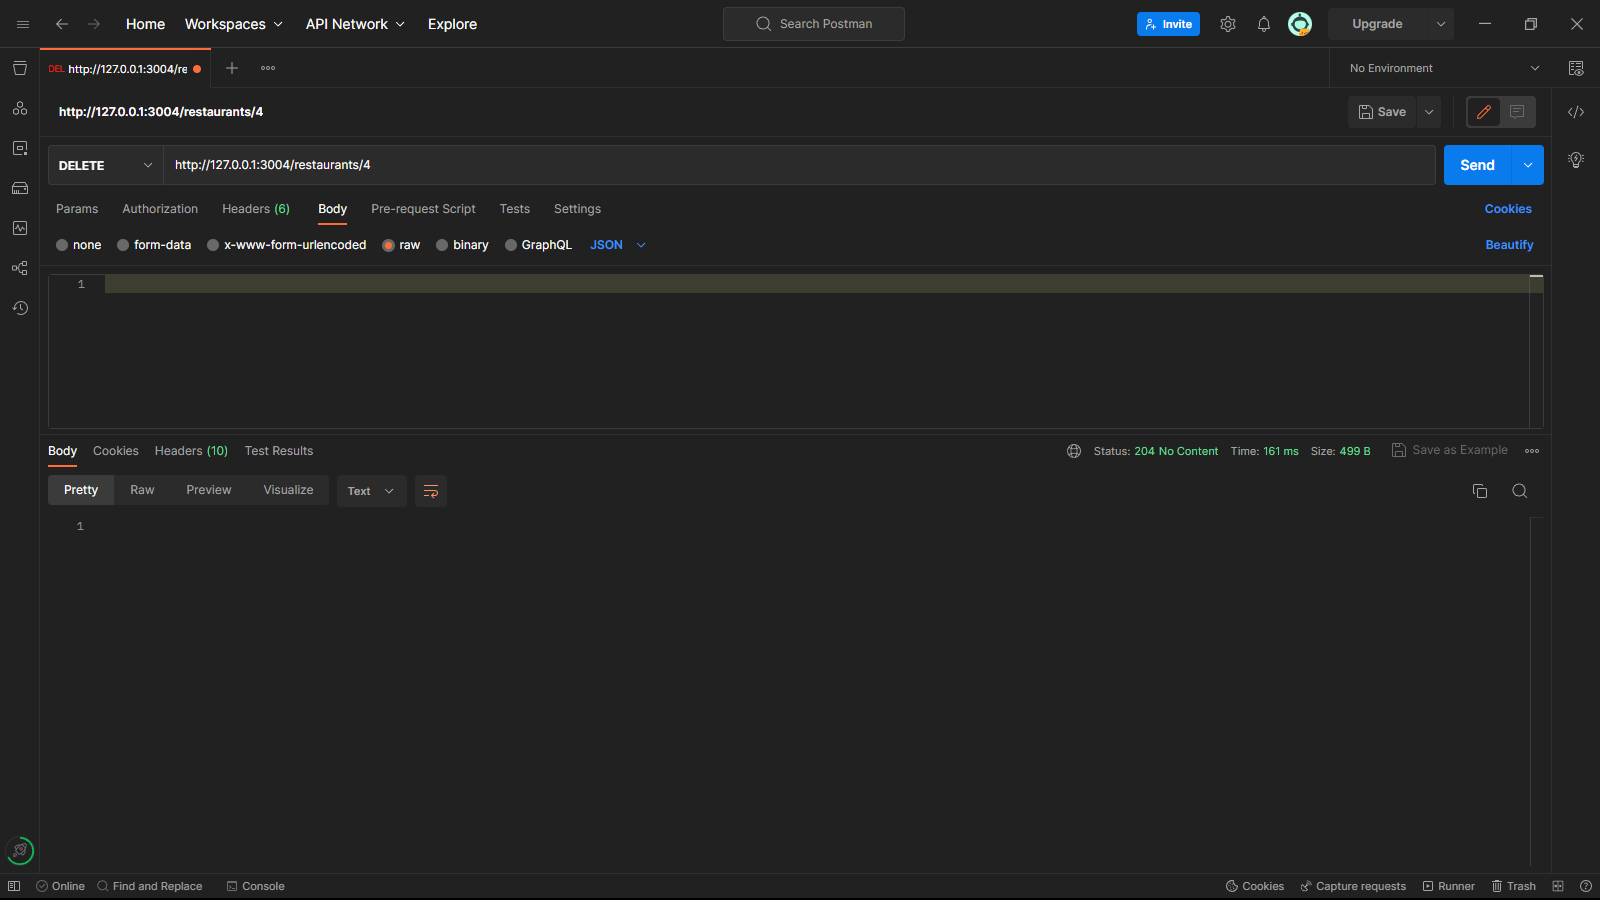 Home Workspaces API Network Explore Search Postman Invite Upgrade
DEL http://127.0.0.1:3004/re No Environment
http://127.0.0.1:3004/restaurants/4 Save
DELETE http://127.0.0.1:3004/restaurants/4 Send
Params Authorization Headers (6) Body Pre-request Script Tests Settings Cookies
none form-data x-www-form-urlencoded raw binary GraphQL JSON Beautify
1
Body Cookies Headers (10) Test Results Status: 204 No Content Time: 161 ms Size: 499 B Save as Example
Pretty Raw Preview Visualize Text
1
Online Find and Replace Console Cookies Capture requests Runner Trash